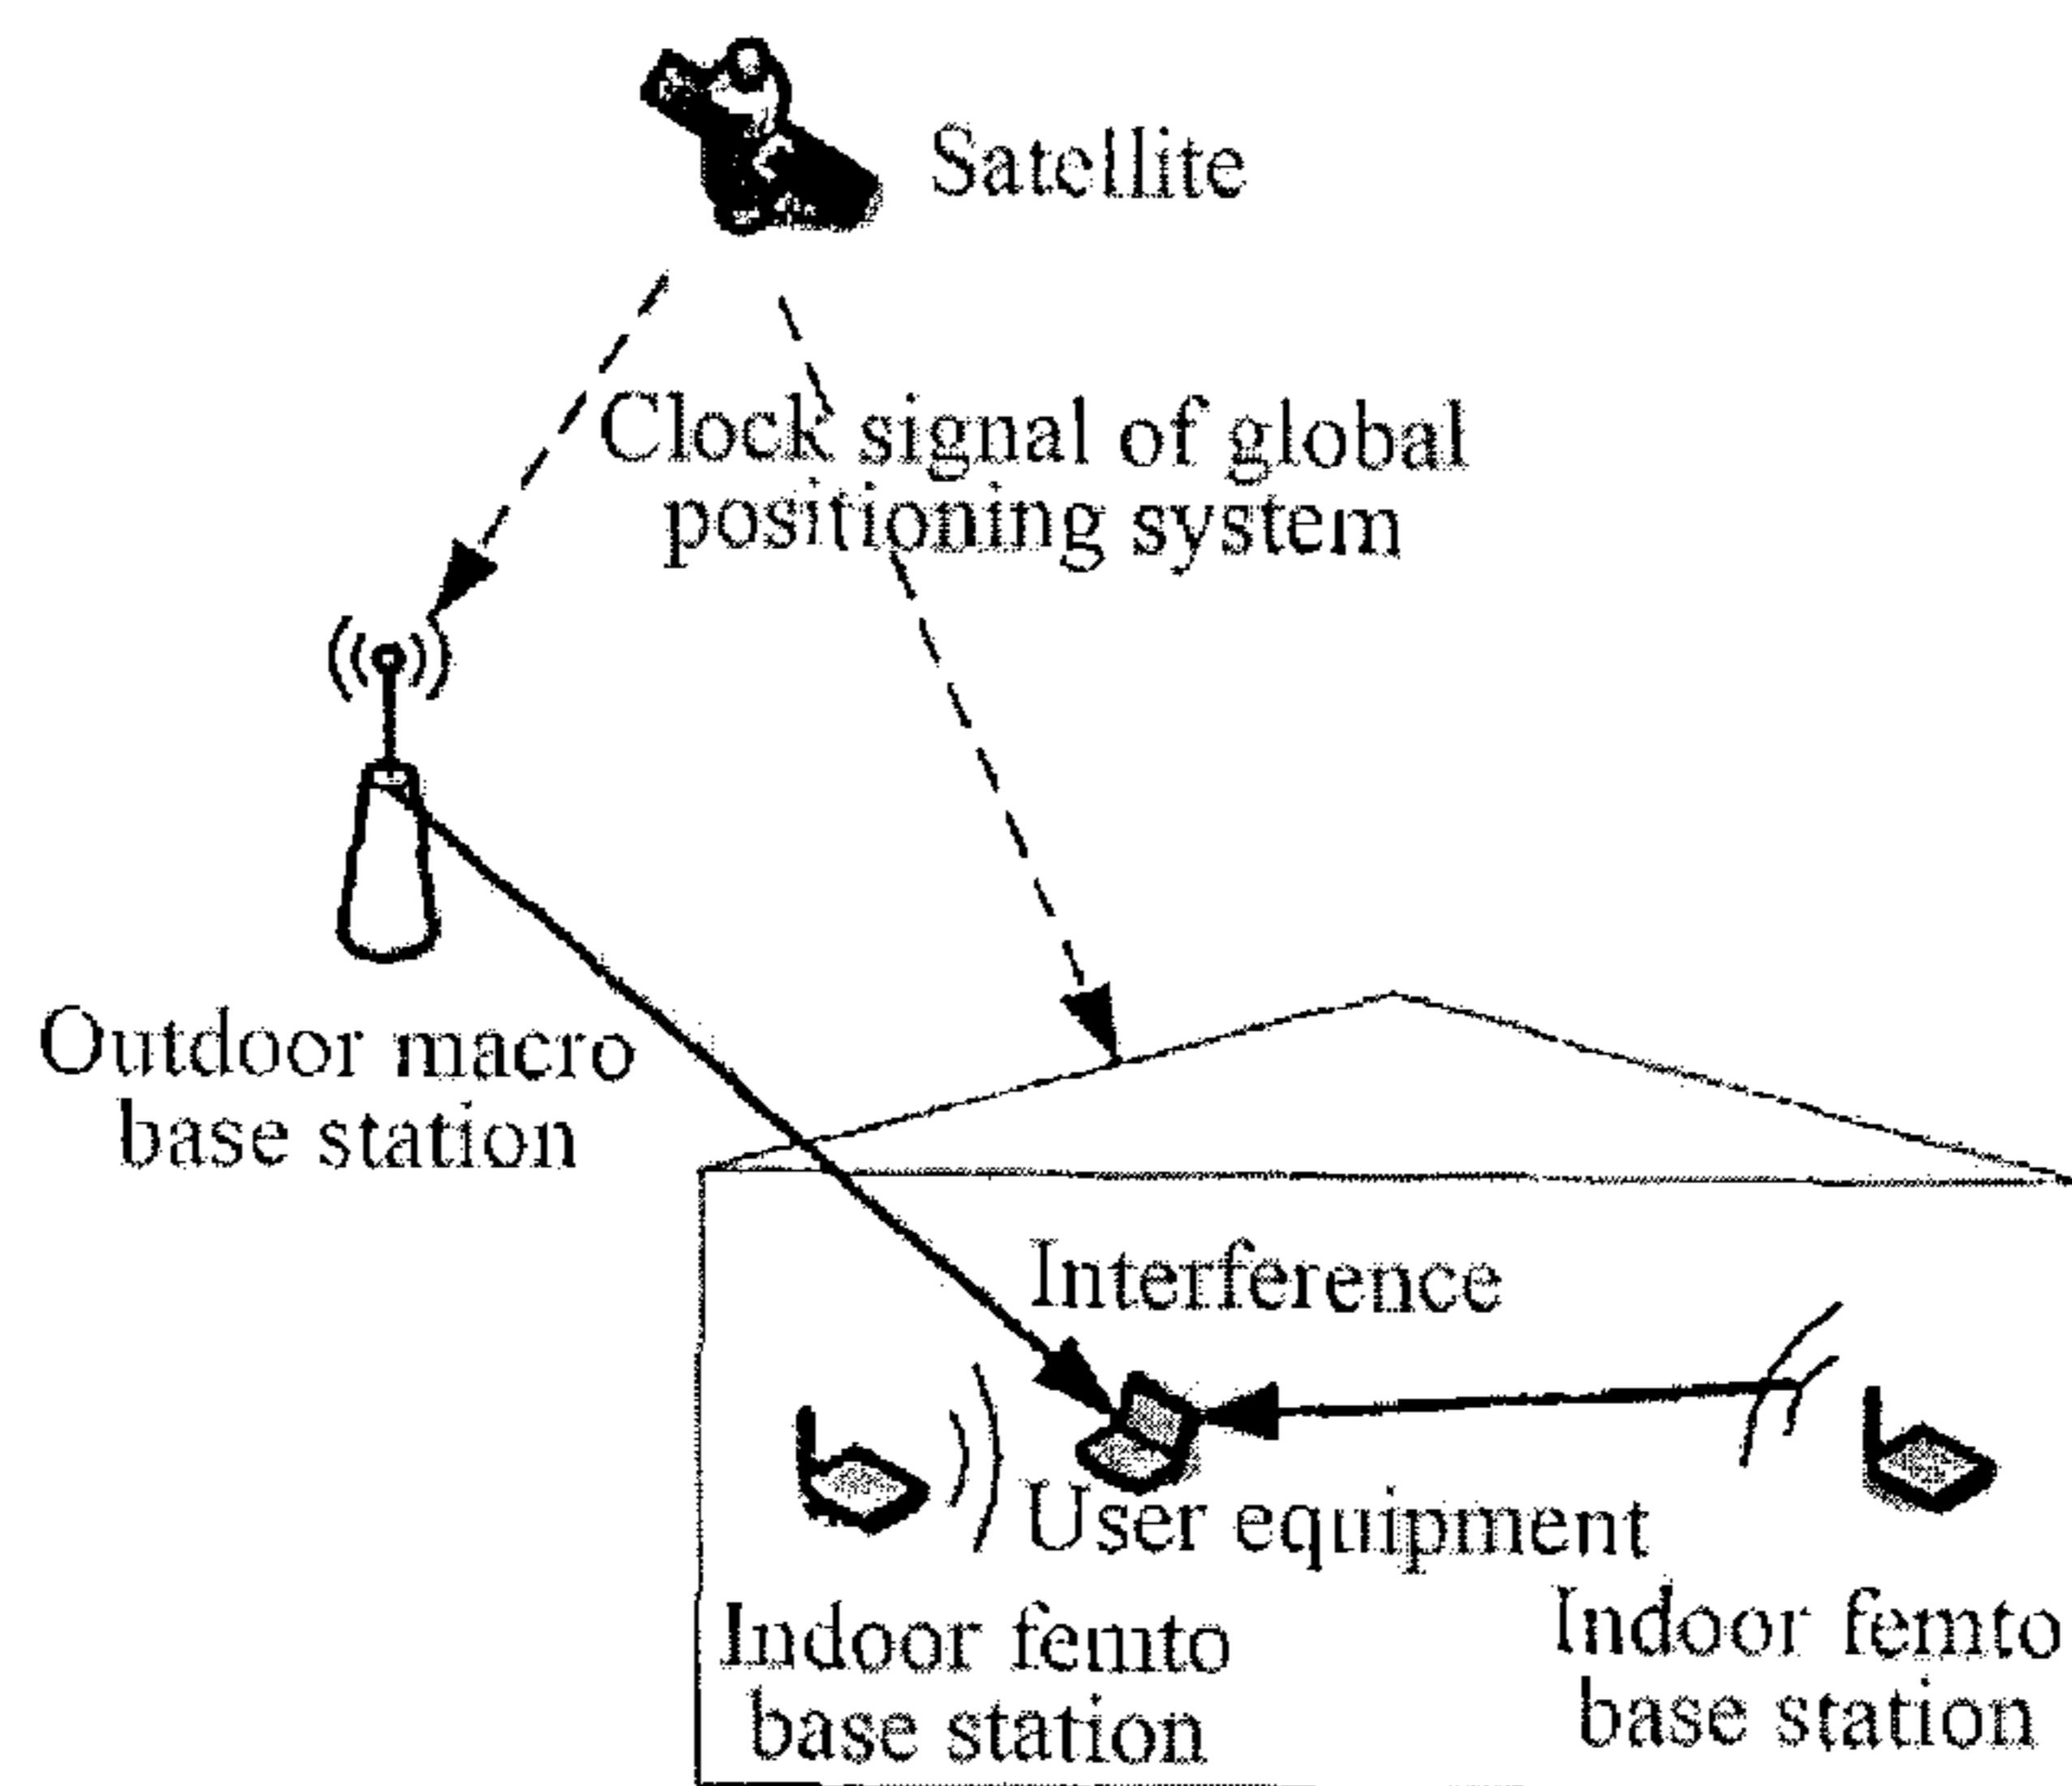 Satellite
Clock signal of global
positioning system
Outdoor macro
base station
Interference
User equipment
Indoor femto
base station
Indoor femto
base station